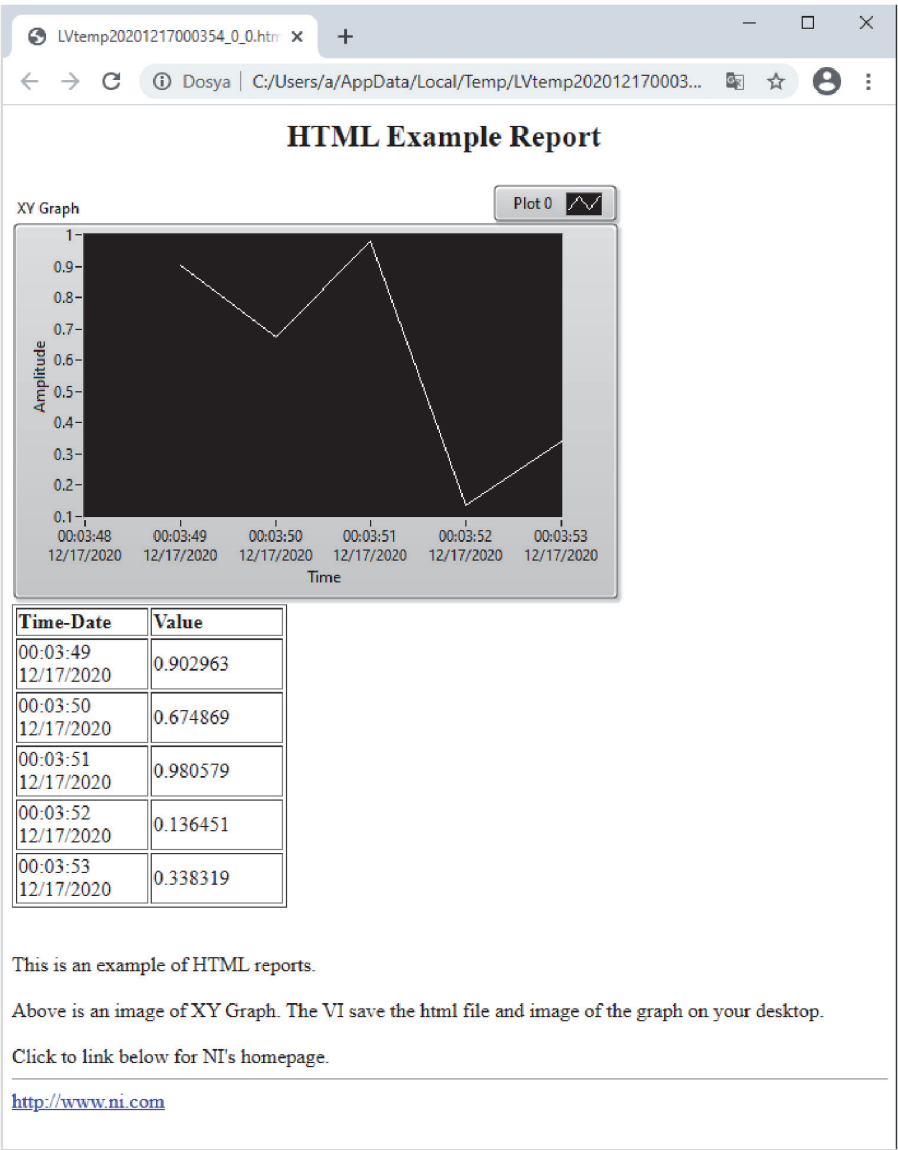 LVtemp20201217000354_0_0.htm
Dosya | C:/Users/a/AppData/Local/Temp/LVtemp202012170003...
HTML Example Report
XY Graph
Plot 0
1
0.9
0.8
0.7
0.6
0.5
0.4
0.3
0.2
0.1
Amplitude
00:03:48 00:03:49 00:03:50 00:03:51 00:03:52 00:03:53
12/17/2020 12/17/2020 12/17/2020 12/17/2020 12/17/2020 12/17/2020
Time
Time-Date Value
00:03:49
12/17/2020 0.902963
00:03:50
12/17/2020 0.674869
00:03:51
12/17/2020 0.980579
00:03:52
12/17/2020 0.136451
00:03:53
12/17/2020 0.338319
This is an example of HTML reports.
Above is an image of XY Graph. The VI save the html file and image of the graph on your desktop.
Click to link below for NI's homepage.
http://www.ni.com